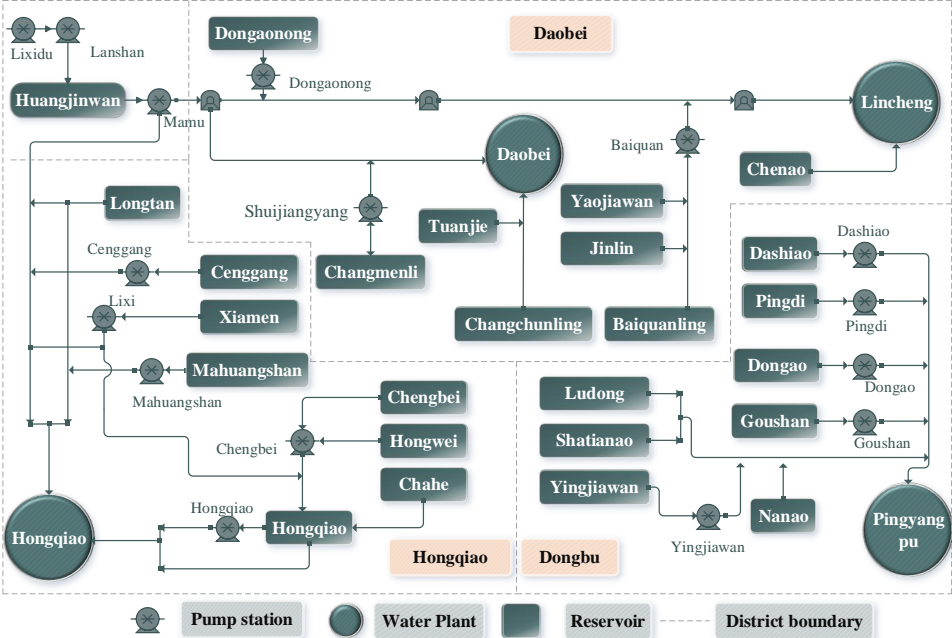 Dongaonong
Daobei
Lixidu
Lanshan
Dongaonong
Huangjinwan
Mamu
Lincheng
Baiquan
Daobei
Chenao
Longtan
Yaojiawan
Shuijiangyang
Tuanjie
Dashiao
Cenggang
Jinlin
Dashiao
Cenggang
Changmenli
Lixi
Pingdi
Xiamen
Changchunling
Baiquanling
Pingdi
Mahuangshan
Dongao
Mahuangshan
Chengbei
Ludong
Dongao
Goushan
Chengbei
Hongwei
Shatianao
Goushan
Chahe
Yingjiawan
Hongqiao
Nanao
Pingyang
pu
Hongqiao
Hongqiao
Yingjiawan
Hongqiao
Dongbu
Pump station
Water Plant
Reservoir
District boundary